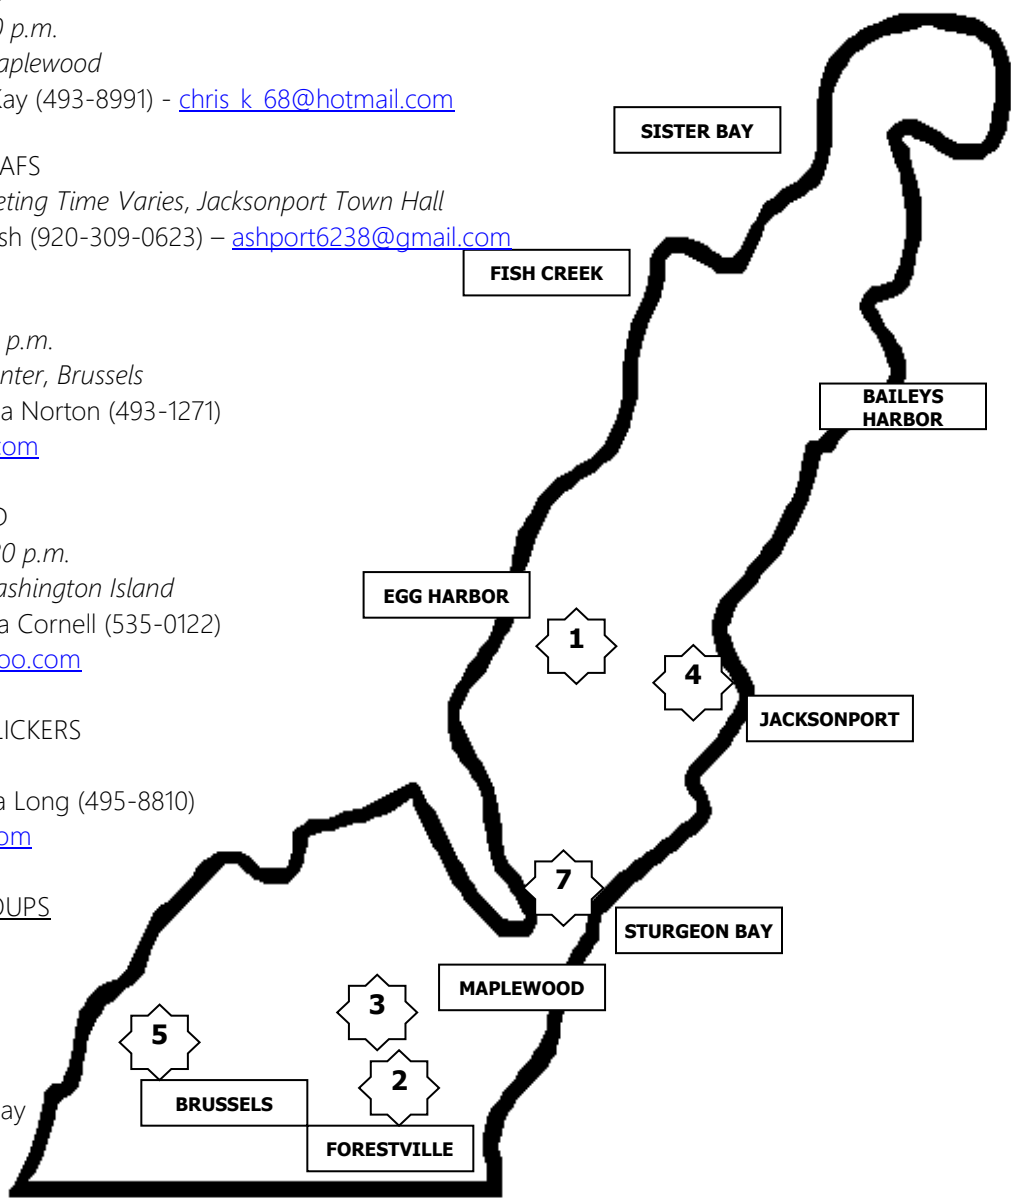 0 p.m.
aplewood
Kay (493-8991) - chris_k_68@hotmail.com
AFS
eting Time Varies, Jacksonport Town Hall
sh (920-309-0623) – ashport6238@gmail.com
p.m.
nter, Brussels
a Norton (493-1271)
com
D
0 p.m.
ashington Island
a Cornell (535-0122)
oo.com
LICKERS
a Long (495-8810)
om
OUPS
ay
SISTER BAY
FISH CREEK
BAILEYS
HARBOR
EGG HARBOR
1
4
JACKSONPORT
7
STURGEON BAY
MAPLEWOOD
3
5
2
BRUSSELS
FORESTVILLE